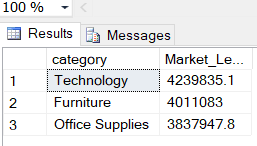 100 %
Results Messages
category Market_Le...
1 Technology 4239835.1
2 Furniture 4011083
3 Office Supplies 3837947.8